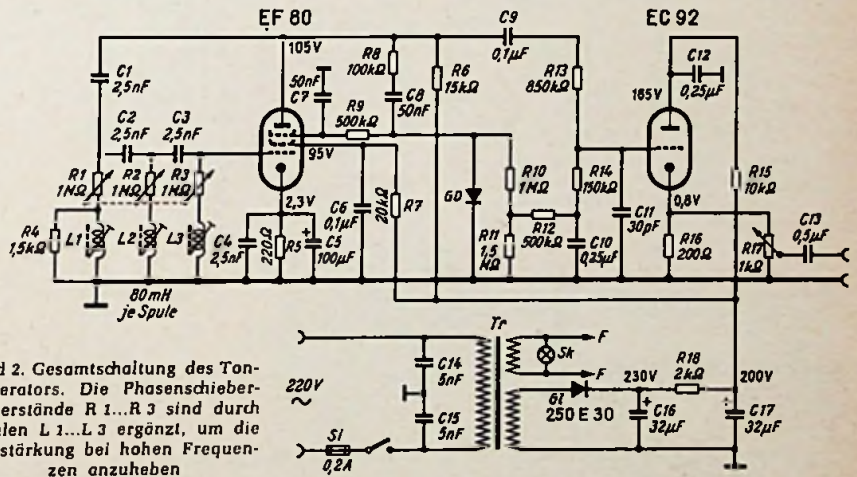 EF 80
EC 92
C1
2,5nF
C2
2,5nF
C3
2,5nF
R1
1MΩ
R2
1MΩ
R3
1MΩ
R4
1,5kΩ
L1
L2
L3
80mH
je Spule
105V
95V
2,3V
C4
2,5nF
220Ω
R5
C5
100µF
50nF
C7
R8
100kΩ
C8
50nF
R9
500kΩ
C6
0,1µF
20kΩ
R7
R6
15kΩ
GD
C9
0,1µF
R10
1MΩ
R11
1,5
MΩ
R12
500kΩ
R13
850kΩ
R14
150kΩ
C10
0,25µF
C11
30pF
165V
0,8V
C12
0,25µF
R15
10kΩ
R16
200Ω
R17
1kΩ
C13
0,5µF
220V
C14
5nF
C15
5nF
Si
0,2A
Tr
F
Sk
F
Gl
250 E 30
230V
R18
2kΩ
200V
C16
32µF
C17
32µF
d 2. Gesamtschaltung des Ton-
erators. Die Phasenschieber-
erstände R 1...R 3 sind durch
len L 1...L 3 ergänzt, um die
stärkung bei hohen Frequen-
zen anzuheben